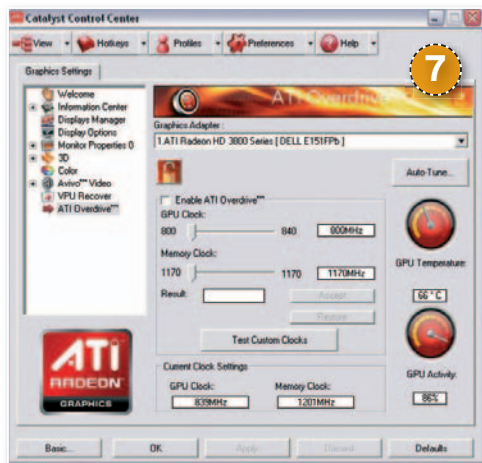 Catalyst Control Center
View Hotkeys Profiles Preferences Help
7
Graphics Settings
Welcome
Information Center
Displays Manager
Display Options
Monitor Properties 0
3D
Color
Avivo™ Video
VPU Recover
ATI Overdrive™
ATI Overdrive
Graphics Adapter :
1.ATI Radeon HD 3800 Series [ DELL E151FPb ]
Auto-Tune...
Enable ATI Overdrive™
GPU Clock:
800 840 800MHz
Memory Clock:
1170 1170 1170MHz
Result:
Accept
Restore
Test Custom Clocks
GPU Temperature:
66 °C
GPU Activity:
86%
Current Clock Settings
GPU Clock: Memory Clock:
839MHz 1201MHz
ATI
RADEON
GRAPHICS
Basic... OK Apply Discard Defaults